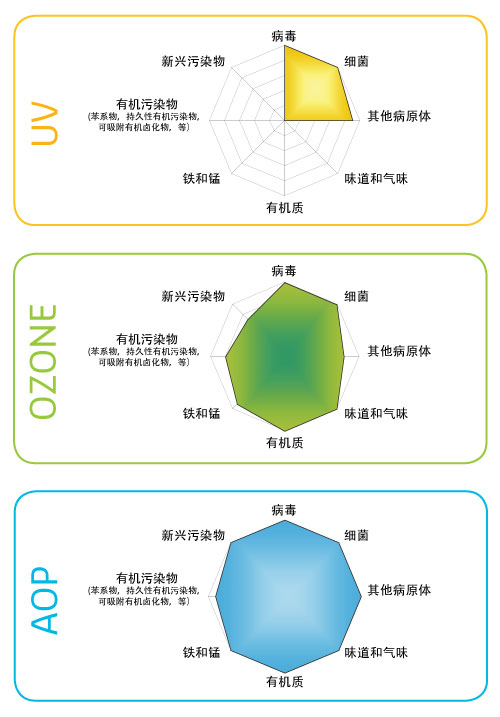 UV
病毒
新兴污染物
细菌
有机污染物
(苯系物，持久性有机污染物,
可吸附有机卤化物，等)
其他病原体
铁和锰
味道和气味
有机质
OZONE
病毒
新兴污染物
细菌
有机污染物
(苯系物，持久性有机污染物,
可吸附有机卤化物，等)
其他病原体
铁和锰
味道和气味
有机质
AOP
病毒
新兴污染物
细菌
有机污染物
(苯系物，持久性有机污染物,
可吸附有机卤化物，等)
其他病原体
铁和锰
味道和气味
有机质